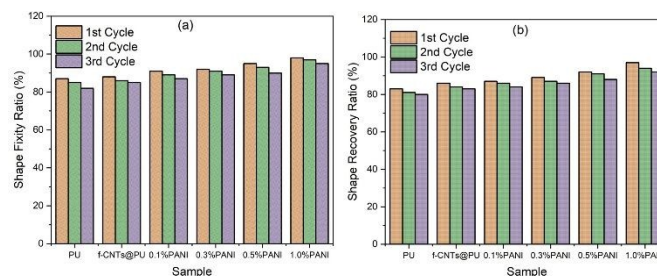 (a)
1st Cycle
2nd Cycle
3rd Cycle
Shape Fixity Ratio (%)
120
100
80
60
40
20
0
PU f-CNTs@PU 0.1%PANI 0.3%PANI 0.5%PANI 1.0%PANI
Sample
(b)
1st Cycle
2nd Cycle
3rd Cycle
Shape Recovery Ratio (%)
120
100
80
60
40
20
0
PU f-CNTs@PU 0.1%PANI 0.3%PANI 0.5%PANI 1.0%PANI
Sample